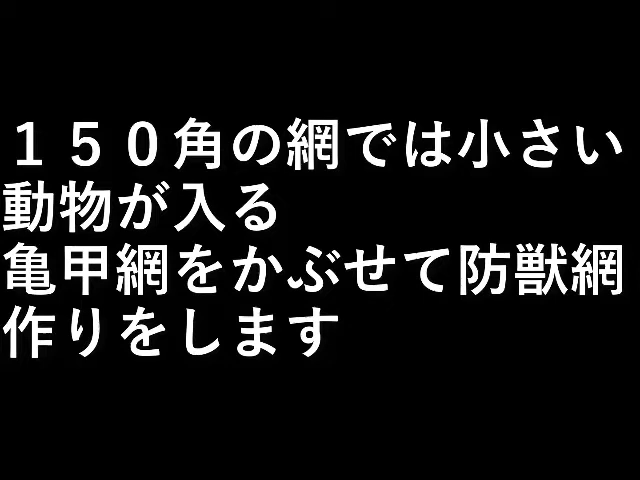 １５０角の網では小さい
動物が入る
亀甲網をかぶせて防獣網
作りをします